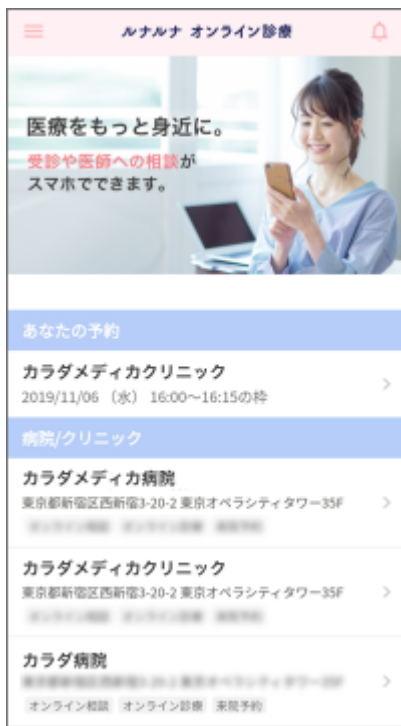 ルナルナ オンライン診療
医療をもっと身近に。
受診や医師への相談が
スマホでできます。
あなたの予約
カラダメディカクリニック
2019/11/06 （水） 16:00～16:15の枠
病院/クリニック
カラダメディカ病院
東京都新宿区西新宿3-20-2 東京オペラシティタワー35F
カラダメディカクリニック
東京都新宿区西新宿3-20-2 東京オペラシティタワー35F
カラダ病院
オンライン相談 オンライン診療 来院予約